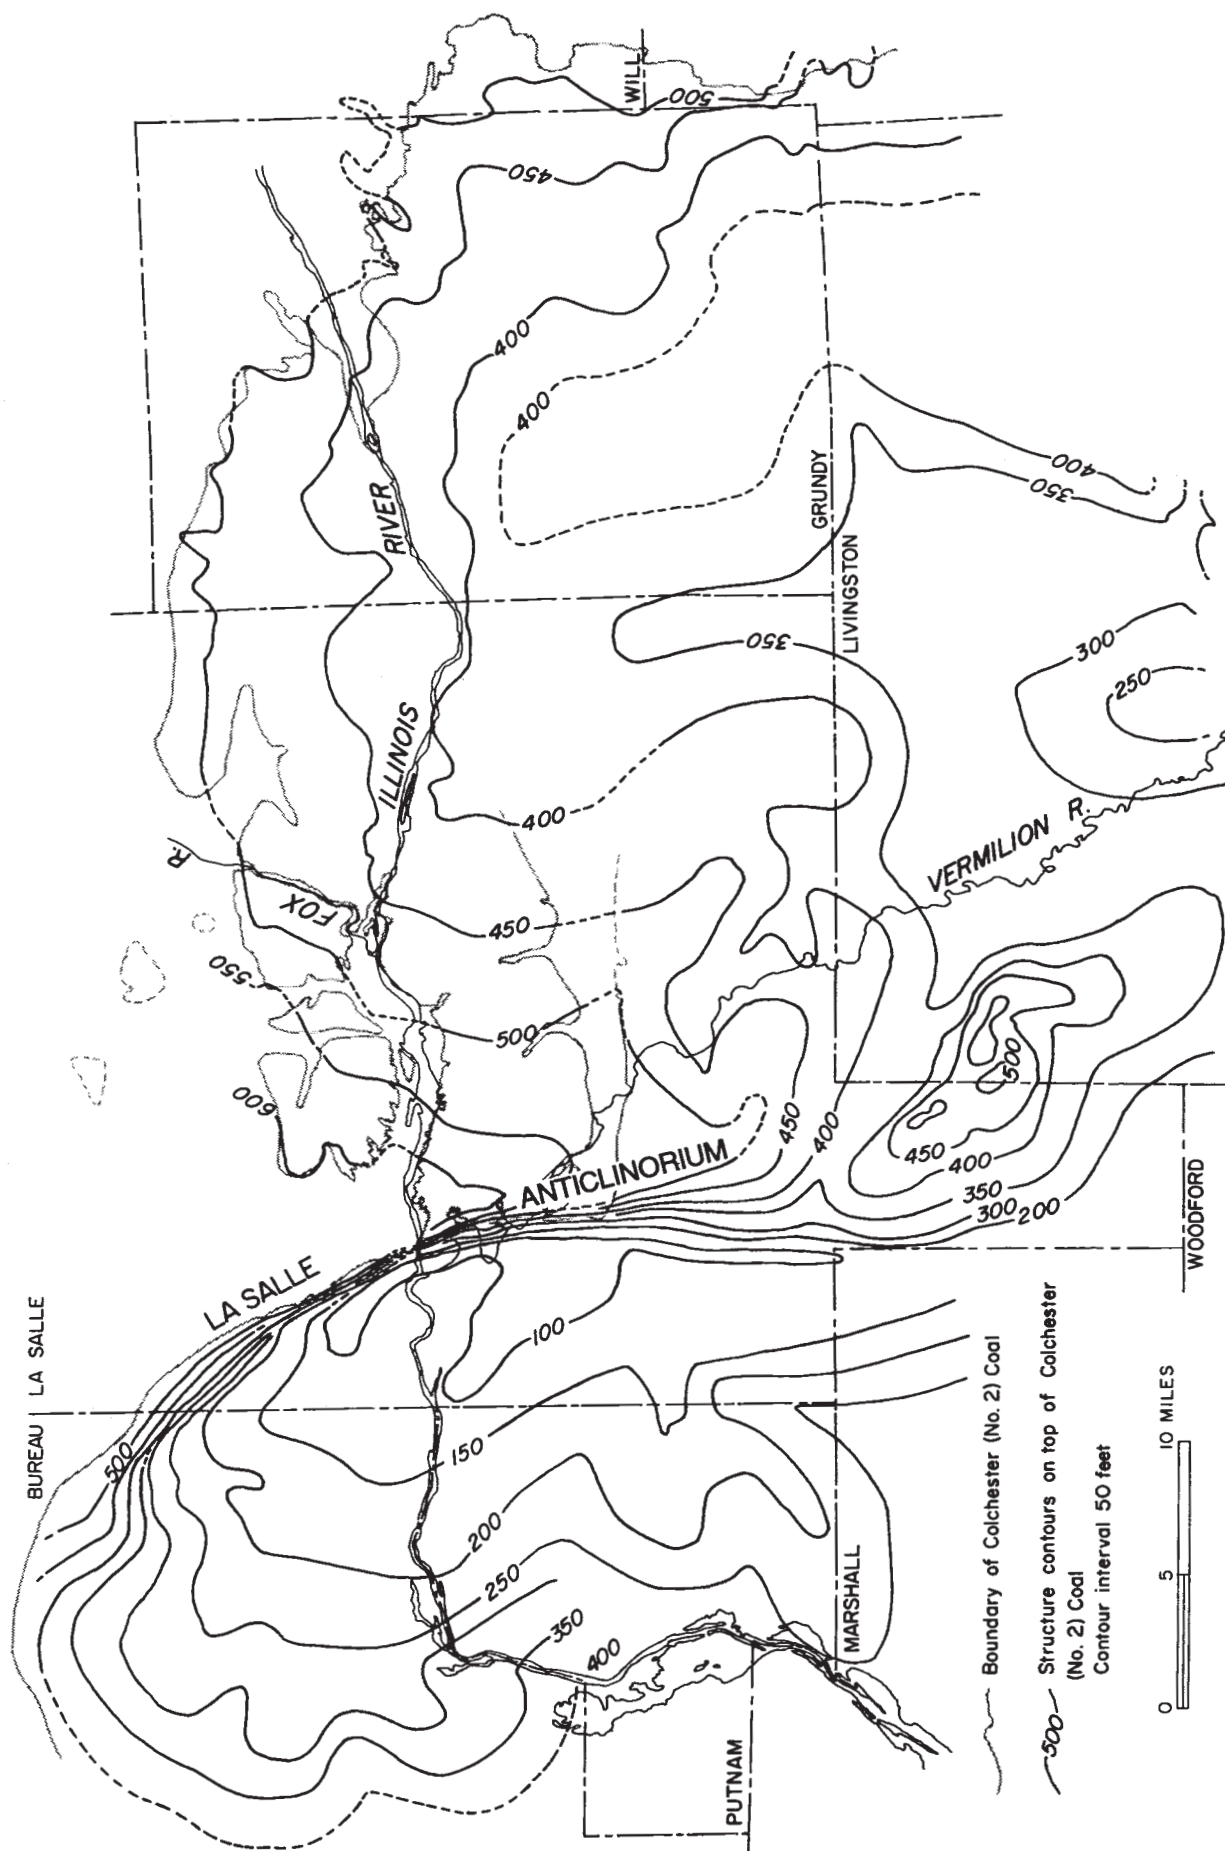 BUREAU LA SALLE
500
R.
550
LA SALLE
600
FOX
RIVER
ILLINOIS
150
200
250
500
450
400
450
350
100
400
400
400
ANTICLINORIUM
WILL
500
PUTNAM
350
450
400
GRUNDY
MARSHALL
LIVINGSTON
450
400
350
300
200
500
VERMILION R.
350
400
300
250
WOODFORD
Boundary of Colchester (No. 2) Coal
500 Structure contours on top of Colchester
(No. 2) Coal
Contour interval 50 feet
0 5 10 MILES